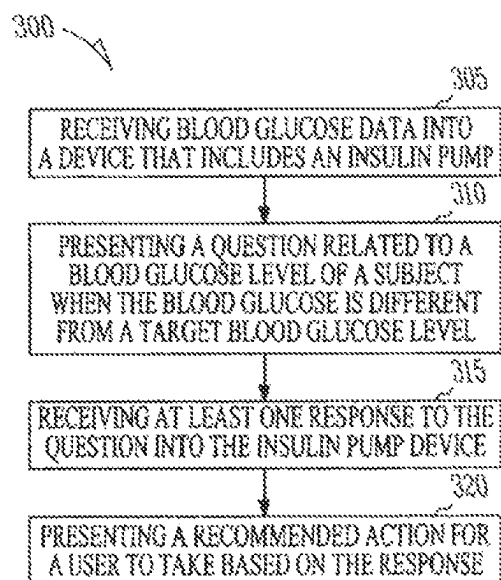 300
305
RECEIVING BLOOD GLUCOSE DATA INTO
A DEVICE THAT INCLUDES AN INSULIN PUMP
310
PRESENTING A QUESTION RELATED TO A
BLOOD GLUCOSE LEVEL OF A SUBJECT
WHEN THE BLOOD GLUCOSE IS DIFFERENT
FROM A TARGET BLOOD GLUCOSE LEVEL
315
RECEIVING AT LEAST ONE RESPONSE TO THE
QUESTION INTO THE INSULIN PUMP DEVICE
320
PRESENTING A RECOMMENDED ACTION FOR
A USER TO TAKE BASED ON THE RESPONSE